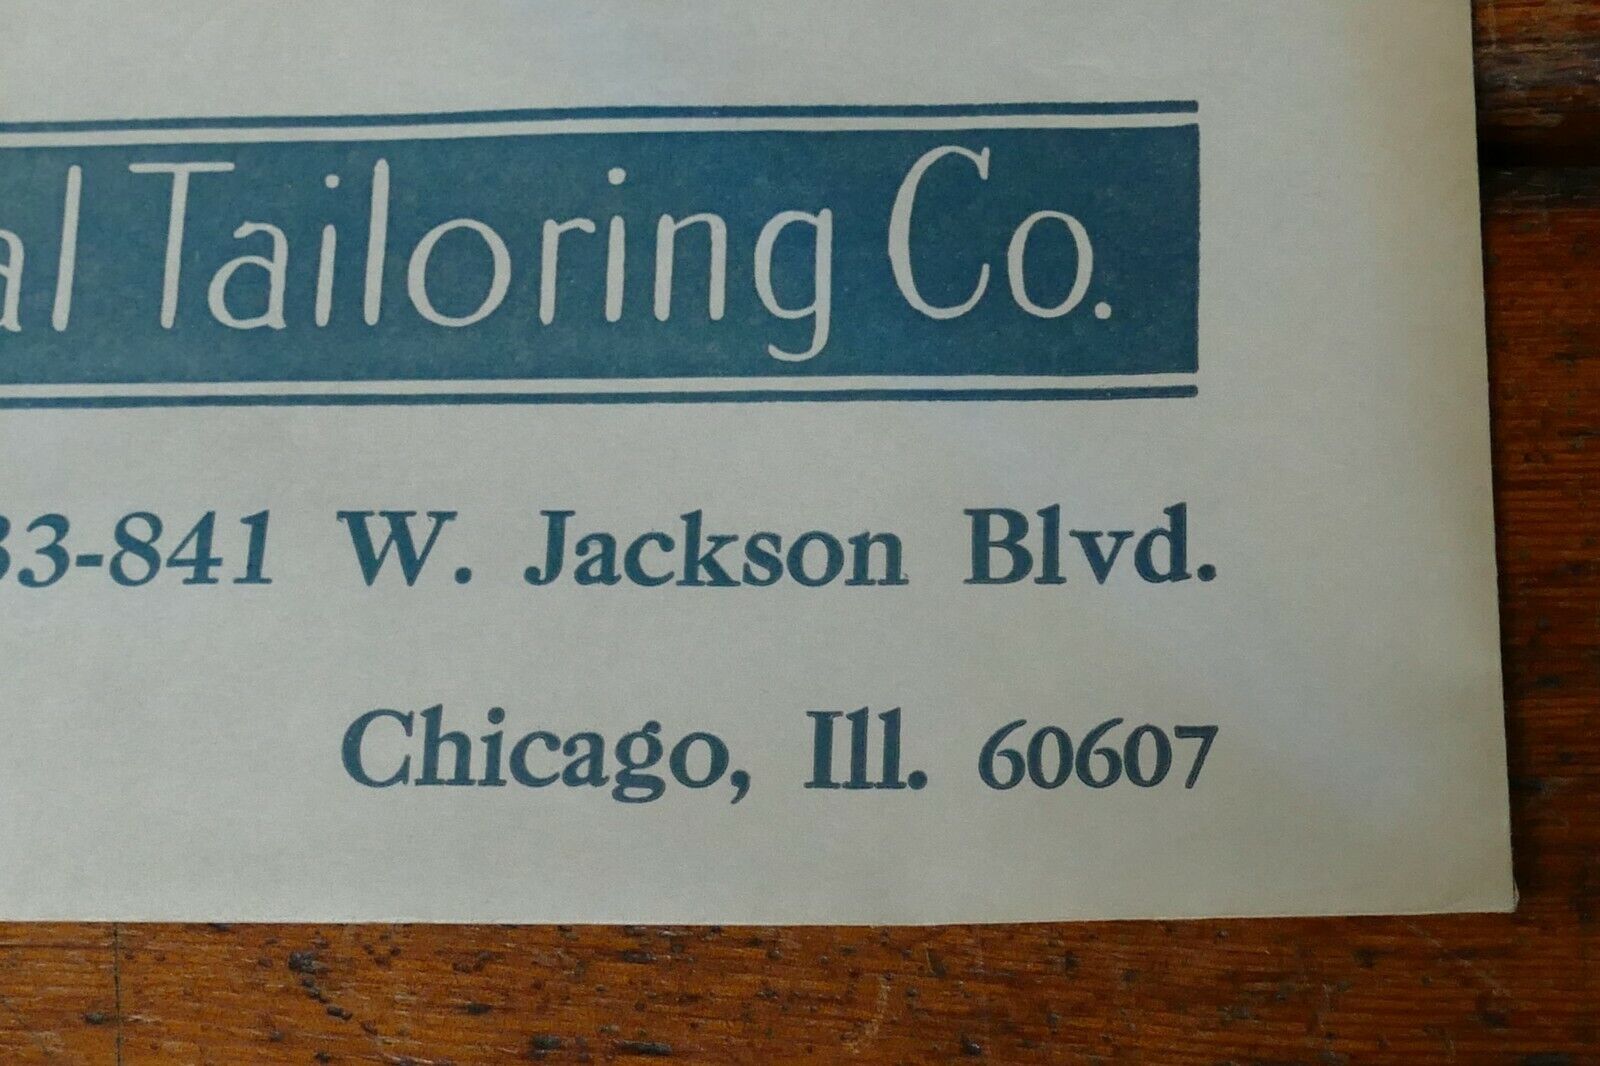 al Tailoring Co.
33-841 W. Jackson Blvd.
Chicago, Ill. 60607